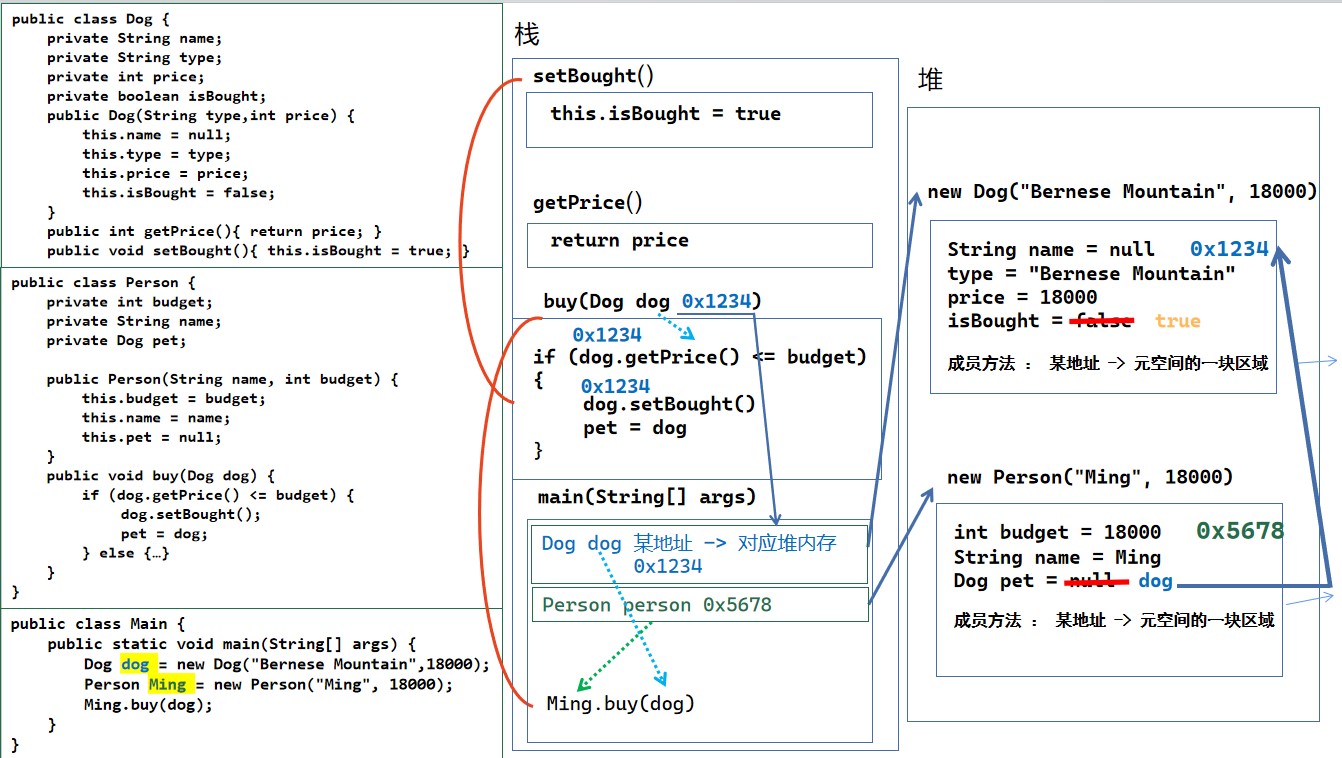 public class Dog {
private String name;
private String type;
private int price;
private boolean isBought;
public Dog(String type,int price) {
this.name = null;
this.type = type;
this.price = price;
this.isBought = false;
}
public int getPrice(){ return price; }
public void setBought(){ this.isBought = true; }
public class Person {
private int budget;
private String name;
private Dog pet;
public Person(String name, int budget) {
this.budget = budget;
this.name = name;
this.pet = null;
}
public void buy(Dog dog) {
if (dog.getPrice() <= budget) {
dog.setBought();
pet = dog;
} else {…}
}
}
public class Main {
public static void main(String[] args) {
Dog dog = new Dog("Bernese Mountain",18000);
Person Ming = new Person("Ming", 18000);
Ming.buy(dog);
}
}
栈
setBought()
this.isBought = true
getPrice()
return price
buy(Dog dog 0x1234)
0x1234
if (dog.getPrice() <= budget)
{
0x1234
dog.setBought()
pet = dog
}
main(String[] args)
Dog dog 某地址 -> 对应堆内存
0x1234
Person person 0x5678
Ming.buy(dog)
堆
new Dog("Bernese Mountain", 18000)
String name = null 0x1234
type = "Bernese Mountain"
price = 18000
isBought = false true
成员方法 : 某地址 -> 元空间的一块区域
new Person("Ming", 18000)
int budget = 18000 0x5678
String name = Ming
Dog pet = null dog
成员方法 : 某地址 -> 元空间的一块区域